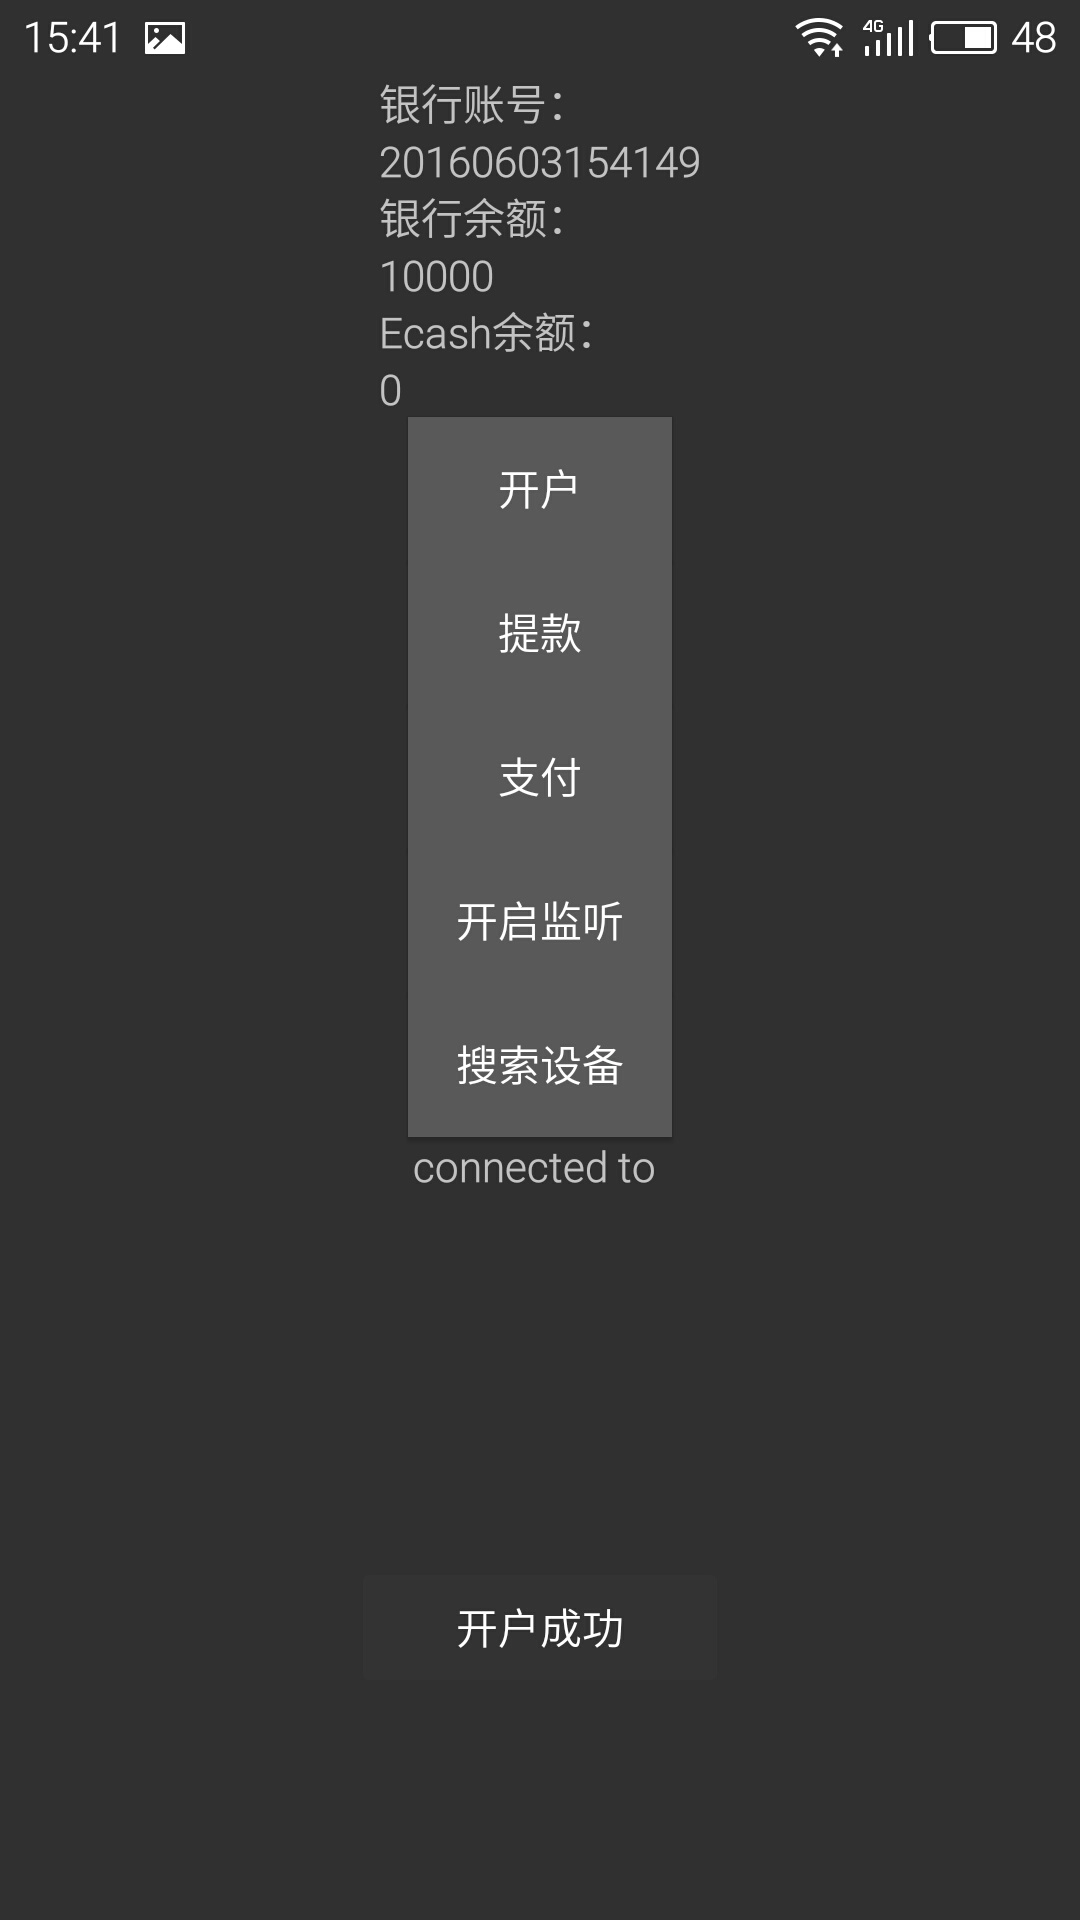 15:41
4G
48
银行账号：
20160603154149
银行余额：
10000
Ecash余额：
0
开户
提款
支付
开启监听
搜索设备
connected to
开户成功